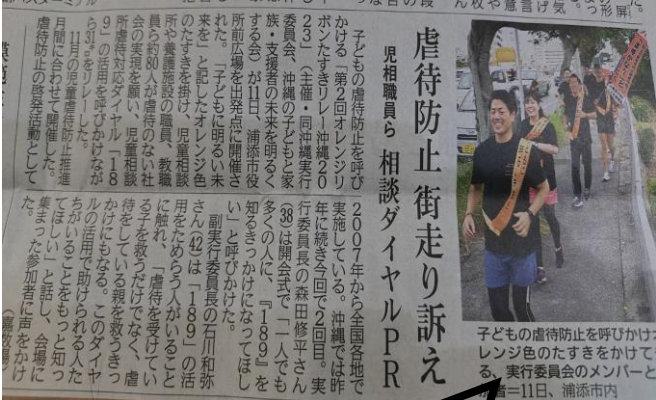 虐待防止 街走り訴え
児相職員ら 相談ダイヤルPR
子どもの虐待防止を呼び
かける「第2回オレンジリ
ボンたすきリレー沖縄20
23」(主催・同沖縄実行
委員会、沖縄の子どもと家
族・支援者の未来を明るく
する会)が11日、浦添市役
所前広場を出発点に開催さ
れた。「子どもに明るい未
来を」と記したオレンジ色
のたすきを掛け、児童相談
所や養護施設の職員、教職
員ら約80人が虐待のない社
会の実現を願い、児童相談
所虐待対応ダイヤル「18
9」の活用を呼びかけなが
ら31㌔をリレーした。
11月の児童虐待防止推進
月間に合わせて開催した。
虐待防止の啓発活動として
2007年から全国各地で
実施している。沖縄では昨
年に続き今回で2回目。実
行委員長の森田修平さん
(38)は開会式で「一人でも
多くの人に、『189』を
知るきっかけになってほし
い」と呼びかけた。
副実行委員長の石川和弥
さん(42)は「189」の活
用をためらう人がいること
に触れ、「虐待を受けてい
る子を救うだけでなく、虐
待をしている親を救うきっ
かけにもなる。このダイヤ
ルの活用で助けられる人た
ちがいることをもっと知っ
てほしい」と話し、会場に
集まった参加者に声をかけ
た。
子どもの虐待防止を呼びかけオ
レンジ色のたすきをかけて
る、実行委員会のメンバーと
者=11日、浦添市内